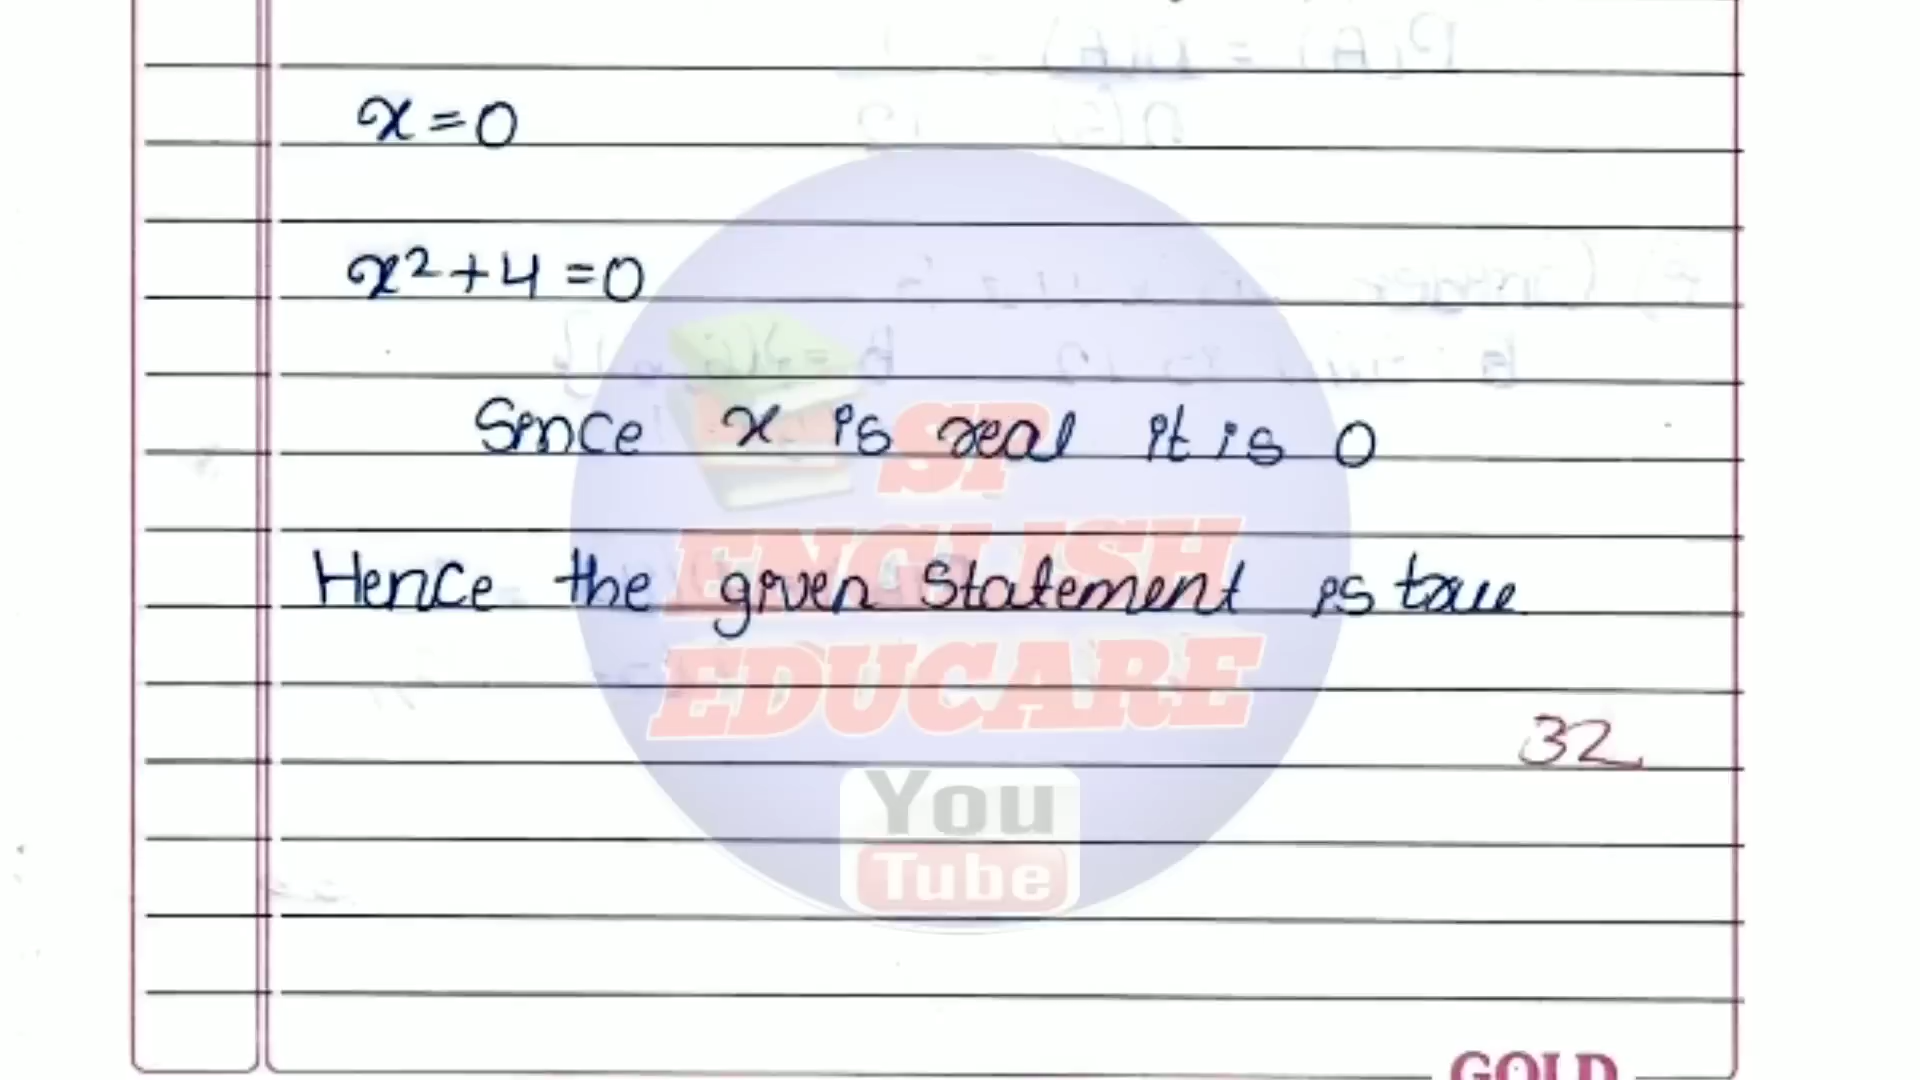 x=0
x²+4=0
Since x is real it is 0
Hence the given statement is true
32
SP
ENGLISH
EDUCARE
You
Tube
GOLD